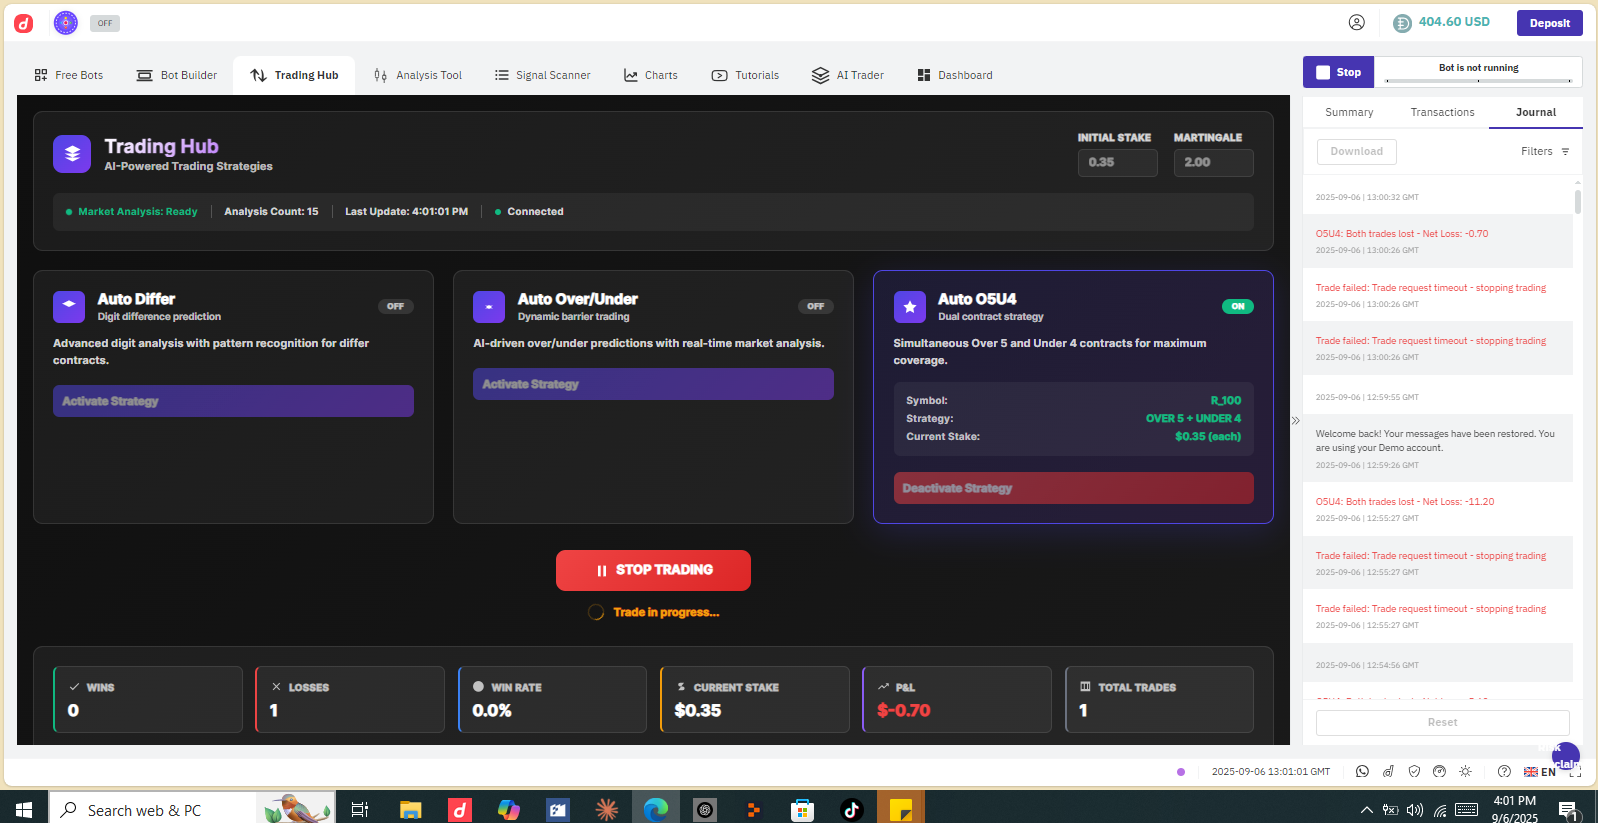 OFF
404.60 USD
Deposit
Free Bots
Bot Builder
Trading Hub
Analysis Tool
Signal Scanner
Charts
Tutorials
AI Trader
Dashboard
Stop
Bot is not running
Trading Hub
AI-Powered Trading Strategies
INITIAL STAKE
MARTINGALE
0.35
2.00
Market Analysis: Ready
Analysis Count: 15
Last Update: 4:01:01 PM
Connected
Auto Differ
Digit difference prediction
OFF
Advanced digit analysis with pattern recognition for differ
contracts.
Activate Strategy
Auto Over/Under
Dynamic barrier trading
OFF
AI-driven over/under predictions with real-time market analysis.
Activate Strategy
Auto O5U4
Dual contract strategy
ON
Simultaneous Over 5 and Under 4 contracts for maximum
coverage.
Symbol:
R_100
Strategy:
OVER 5 + UNDER 4
Current Stake:
$0.35 (each)
Deactivate Strategy
STOP TRADING
Trade in progress...
WINS
0
LOSSES
1
WIN RATE
0.0%
CURRENT STAKE
$0.35
P&L
$-0.70
TOTAL TRADES
1
Summary
Transactions
Journal
Download
Filters
2025-09-06 | 13:00:32 GMT
O5U4: Both trades lost - Net Loss: -0.70
2025-09-06 | 13:00:26 GMT
Trade failed: Trade request timeout - stopping trading
2025-09-06 | 13:00:26 GMT
Trade failed: Trade request timeout - stopping trading
2025-09-06 | 13:00:26 GMT
2025-09-06 | 12:59:55 GMT
Welcome back! Your messages have been restored. You
are using your Demo account.
2025-09-06 | 12:59:26 GMT
O5U4: Both trades lost - Net Loss: -11.20
2025-09-06 | 12:55:27 GMT
Trade failed: Trade request timeout - stopping trading
2025-09-06 | 12:55:27 GMT
Trade failed: Trade request timeout - stopping trading
2025-09-06 | 12:55:27 GMT
2025-09-06 | 12:54:56 GMT
Reset
2025-09-06 13:01:01 GMT
EN
Search web & PC
4:01 PM
9/6/2025
1